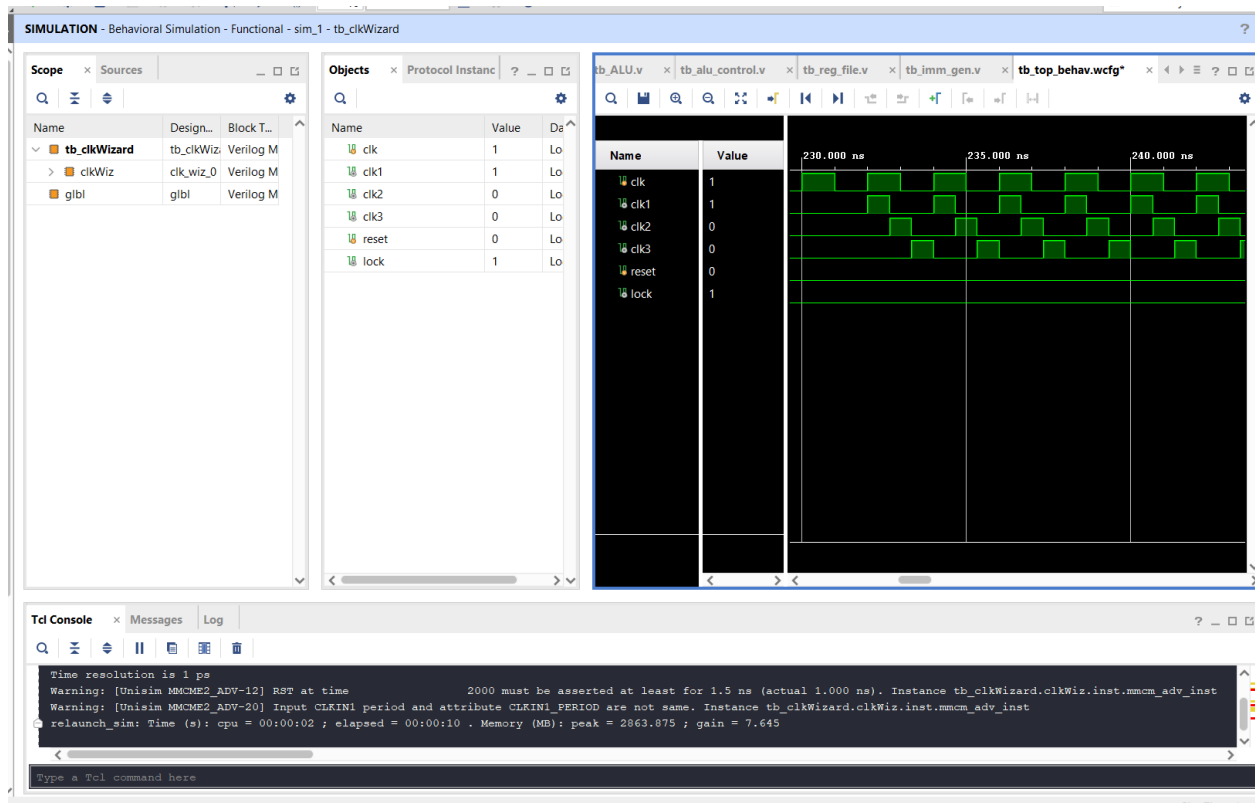 SIMULATION - Behavioral Simulation - Functional - sim_1 - tb_clkWizard ?
Scope × Sources
Name Design... Block T...
tb_clkWizard tb_clkWiz Verilog M
clkWiz clk_wiz_0 Verilog M
glbl glbl Verilog M
Objects × Protocol Instanc ?
Name Value Da
clk 1 Lo
clk1 1 Lo
clk2 0 Lo
clk3 0 Lo
reset 0 Lo
lock 1 Lo
tb_ALU.v × tb_alu_control.v × tb_reg_file.v × tb_imm_gen.v × tb_top_behav.wcfg* × ?
Name Value
230.000 ns 235.000 ns 240.000 ns
clk 1
clk1 1
clk2 0
clk3 0
reset 0
lock 1
Tcl Console × Messages Log ?
Time resolution is 1 ps
Warning: [Unisim MMCME2_ADV-12] RST at time 2000 must be asserted at least for 1.5 ns (actual 1.000 ns). Instance tb_clkWizard.clkWiz.inst.mmcm_adv_inst
Warning: [Unisim MMCME2_ADV-20] Input CLKIN1 period and attribute CLKIN1_PERIOD are not same. Instance tb_clkWizard.clkWiz.inst.mmcm_adv_inst
relaunch_sim: Time (s): cpu = 00:00:02 ; elapsed = 00:00:10 . Memory (MB): peak = 2863.875 ; gain = 7.645
Type a Tcl command here